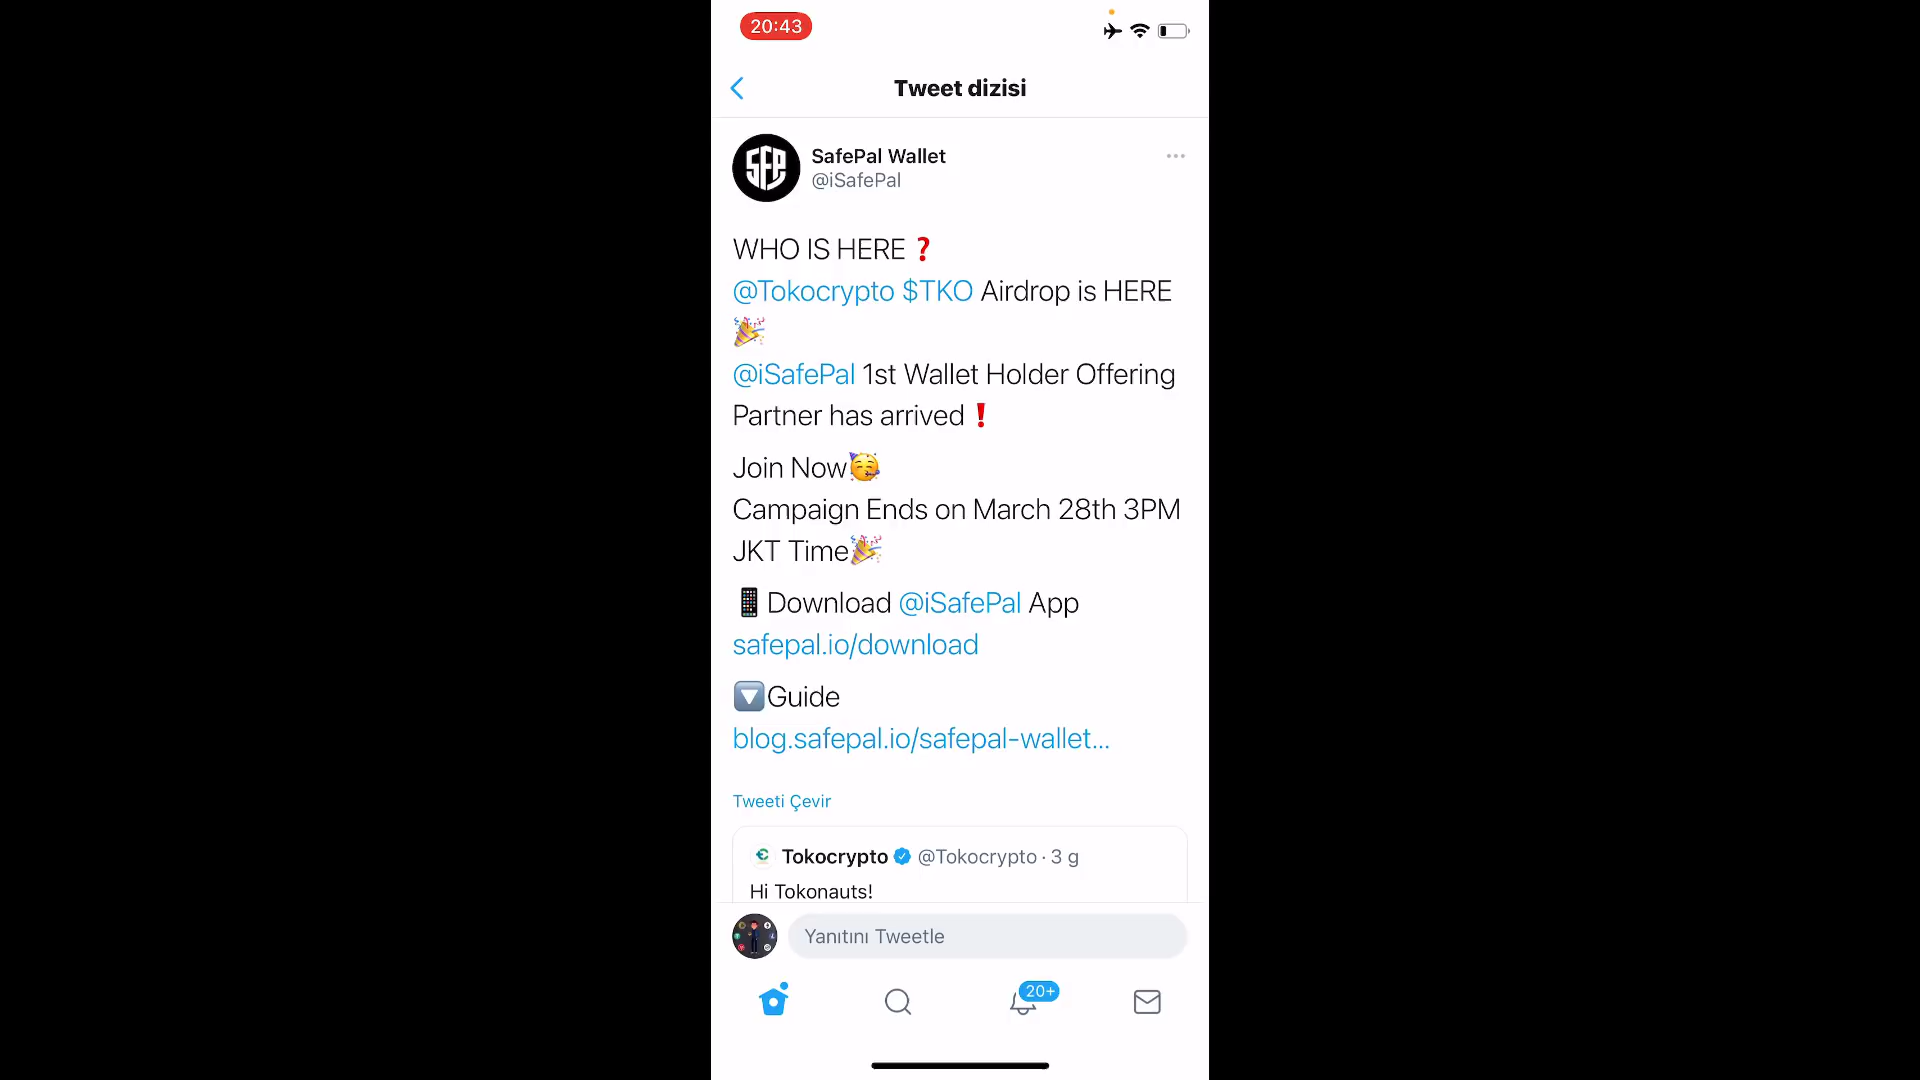 20:43
Tweet dizisi
SFP
SafePal Wallet
@iSafePal
WHO IS HERE ❓
@Tokocrypto $TKO Airdrop is HERE
🎉
@iSafePal 1st Wallet Holder Offering
Partner has arrived❗
Join Now🥳
Campaign Ends on March 28th 3PM
JKT Time🎉
📱Download @iSafePal App
safepal.io/download
🔽Guide
blog.safepal.io/safepal-wallet...
Tweeti Çevir
Tokocrypto @Tokocrypto · 3 g
Hi Tokonauts!
Yanıtını Tweetle
20+